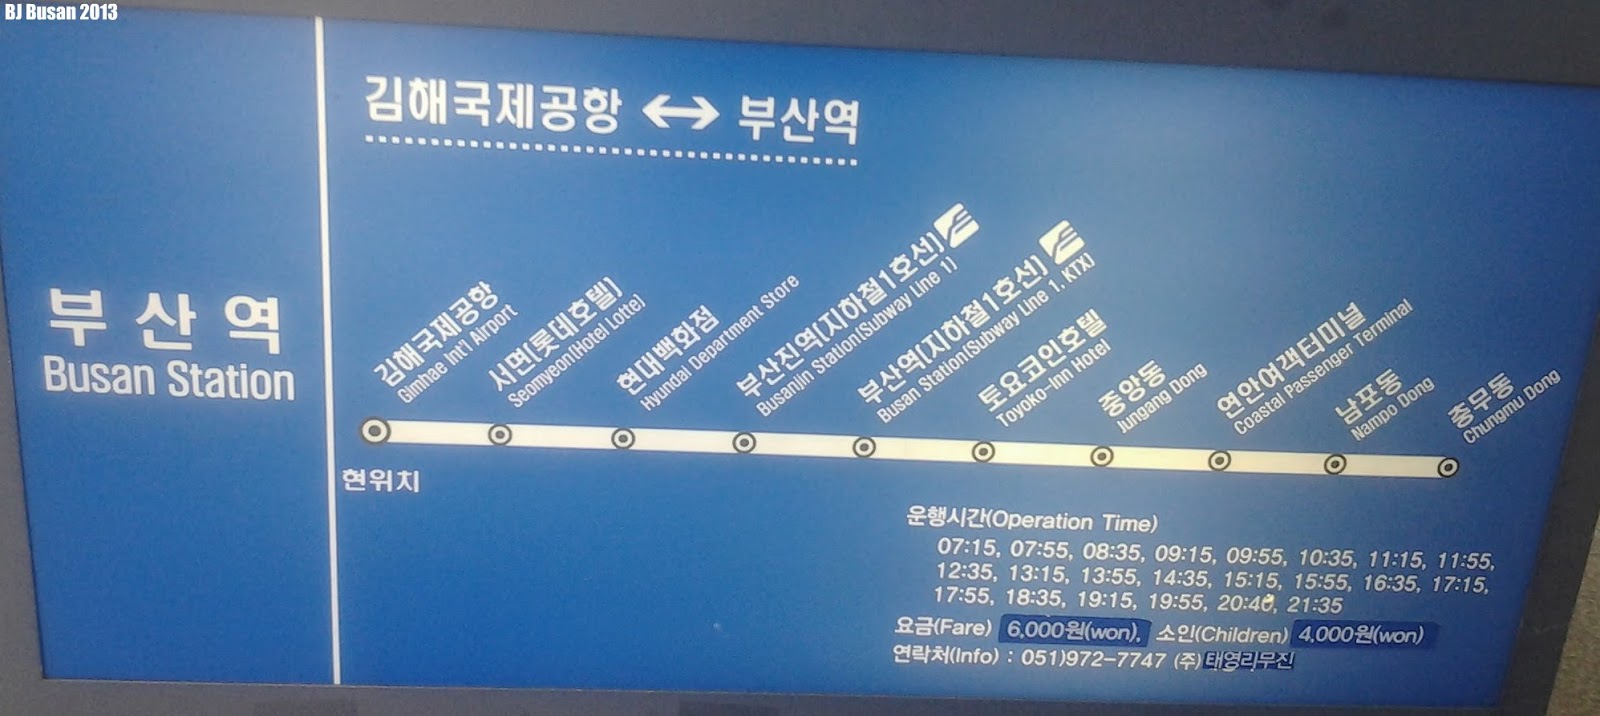 BJ Busan 2013
김해국제공항 ↔ 부산역
부산역
Busan Station
김해국제공항
Gimhae Int'l Airport
서면(롯데호텔)
Seomyeon(Hotel Lotte)
현대백화점
Hyundai Department Store
부산진역(지하철1호선)
BusanJin Station(Subway Line 1)
부산역(지하철1호선)
Busan Station(Subway Line 1, KTX)
토요코인호텔
Toyoko-Inn Hotel
중앙동
Jungang Dong
연안여객터미널
Coastal Passenger Terminal
남포동
Nampo Dong
충무동
Chungmu Dong
현위치
운행시간(Operation Time)
07:15, 07:55, 08:35, 09:15, 09:55, 10:35, 11:15, 11:55,
12:35, 13:15, 13:55, 14:35, 15:15, 15:55, 16:35, 17:15,
17:55, 18:35, 19:15, 19:55, 20:40, 21:35
요금(Fare) 6,000원(won), 소인(Children) 4,000원(won)
연락처(Info) : 051)972-7747 (주)태영리무진